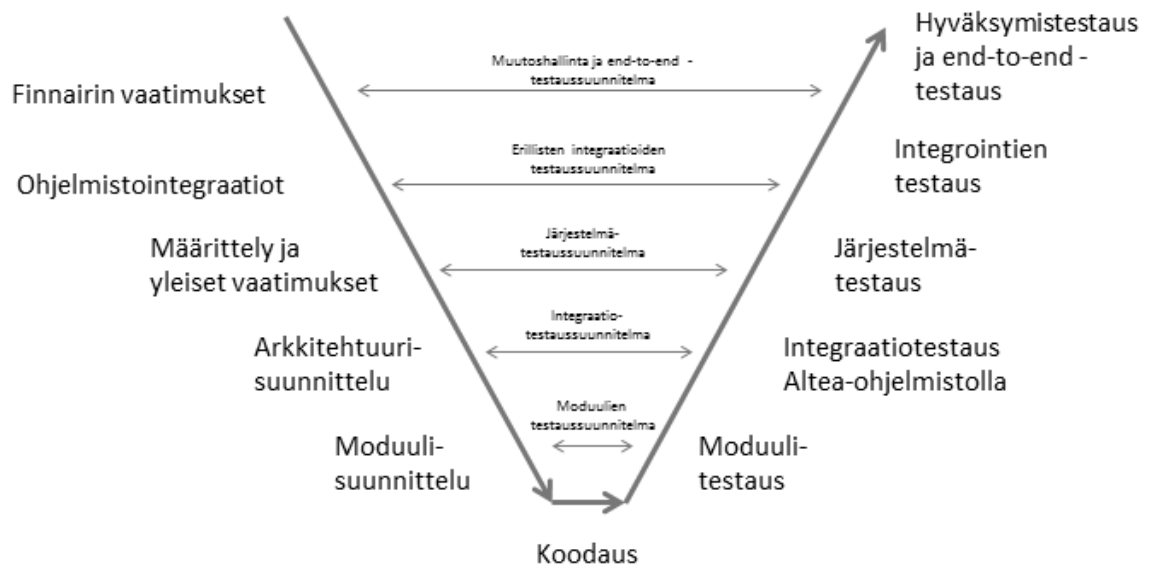 Hyväksymistestaus
ja end-to-end -
testaus
Muutoshallinta ja end-to-end -
testaussuunnitelma
Finnairin vaatimukset
Erillisten integraatioiden
testaussuunnitelma
Integrointien
testaus
Ohjelmistointegraatiot
Järjestelmä-
testaussuunnitelma
Määrittely ja
yleiset vaatimukset
Järjestelmä-
testaus
Integraatio-
testaussuunnitelma
Arkkitehtuuri-
suunnittelu
Integraatiotestaus
Altea-ohjelmistolla
Moduulien
testaussuunnitelma
Moduuli-
suunnittelu
Moduuli-
testaus
Koodaus